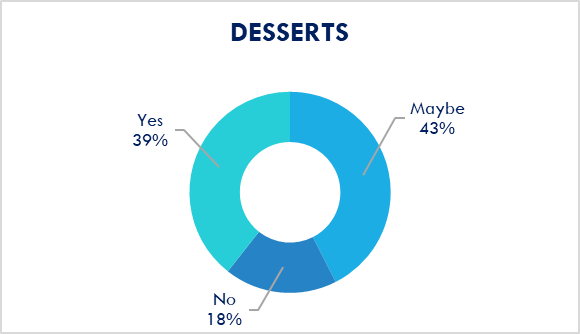 DESSERTS
Maybe
43%
Yes
39%
No
18%